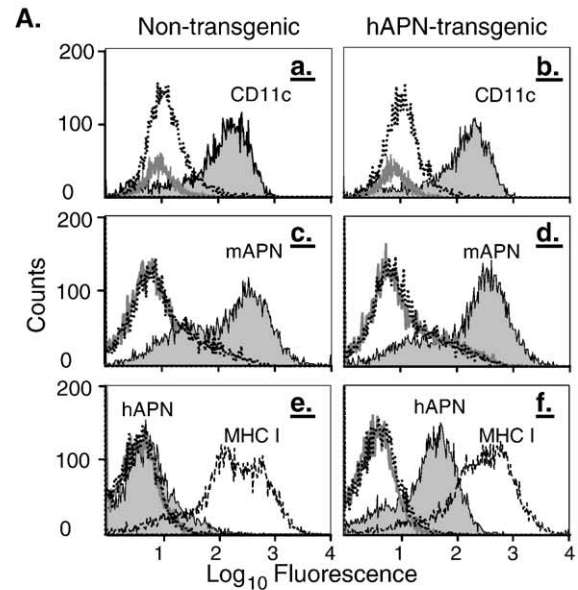 A.
Non-transgenic hAPN-transgenic
200
100
0
a.
CD11c
b.
CD11c
200
100
0
c.
mAPN
d.
mAPN
200
100
0
e.
hAPN
MHC I
f.
hAPN
MHC I
Counts
1 2 3 4 1 2 3 4
Log10 Fluorescence